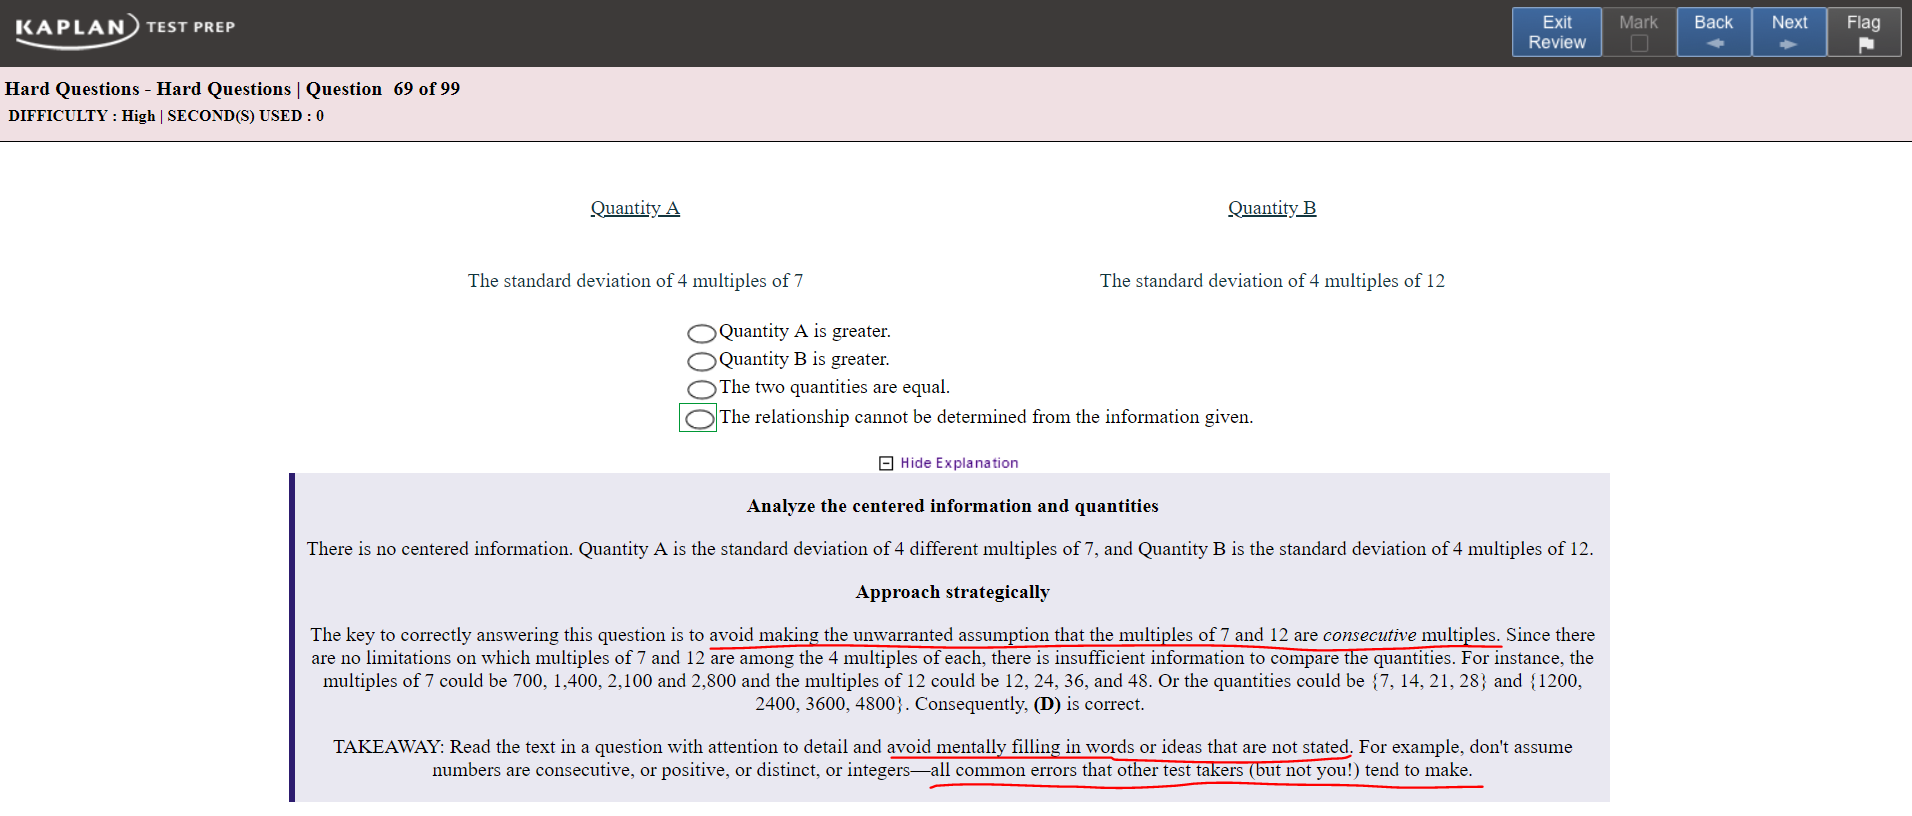 KAPLAN TEST PREP
Exit Review
Mark
Back
Next
Flag
Hard Questions - Hard Questions | Question 69 of 99
DIFFICULTY : High | SECOND(S) USED : 0
Quantity A
Quantity B
The standard deviation of 4 multiples of 7
The standard deviation of 4 multiples of 12
Quantity A is greater.
Quantity B is greater.
The two quantities are equal.
The relationship cannot be determined from the information given.
Hide Explanation
Analyze the centered information and quantities
There is no centered information. Quantity A is the standard deviation of 4 different multiples of 7, and Quantity B is the standard deviation of 4 multiples of 12.
Approach strategically
The key to correctly answering this question is to avoid making the unwarranted assumption that the multiples of 7 and 12 are consecutive multiples. Since there
are no limitations on which multiples of 7 and 12 are among the 4 multiples of each, there is insufficient information to compare the quantities. For instance, the
multiples of 7 could be 700, 1,400, 2,100 and 2,800 and the multiples of 12 could be 12, 24, 36, and 48. Or the quantities could be {7, 14, 21, 28} and {1200,
2400, 3600, 4800}. Consequently, (D) is correct.
TAKEAWAY: Read the text in a question with attention to detail and avoid mentally filling in words or ideas that are not stated. For example, don't assume
numbers are consecutive, or positive, or distinct, or integers—all common errors that other test takers (but not you!) tend to make.